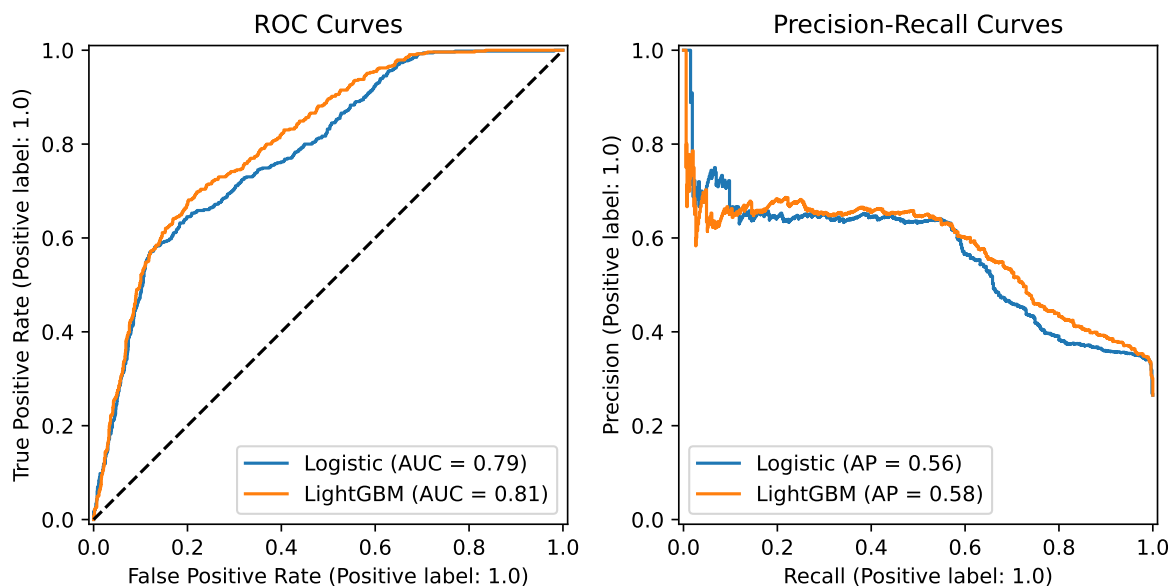 ROC Curves
True Positive Rate (Positive label: 1.0)
1.0
0.8
0.6
0.4
0.2
0.0
Logistic (AUC = 0.79)
LightGBM (AUC = 0.81)
0.0 0.2 0.4 0.6 0.8 1.0
False Positive Rate (Positive label: 1.0)
Precision-Recall Curves
Precision (Positive label: 1.0)
1.0
0.8
0.6
0.4
0.2
0.0
Logistic (AP = 0.56)
LightGBM (AP = 0.58)
0.0 0.2 0.4 0.6 0.8 1.0
Recall (Positive label: 1.0)